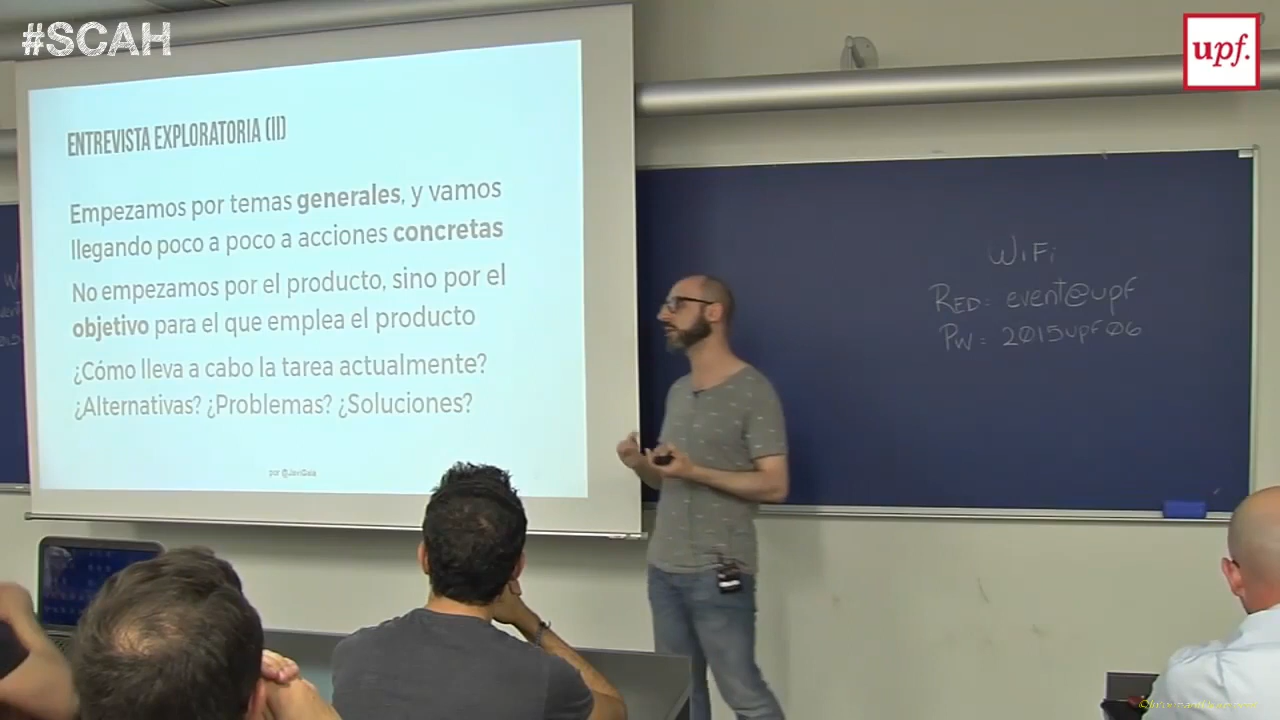 #SCAH
upf.
ENTREVISTA EXPLORATORIA (II)
Empezamos por temas generales, y vamos
llegando poco a poco a acciones concretas
No empezamos por el producto, sino por el
objetivo para el que emplea el producto
¿Cómo lleva a cabo la tarea actualmente?
¿Alternativas? ¿Problemas? ¿Soluciones?
por @JaviGala
WiFi
RED: event@upf
PW: 2015upf06